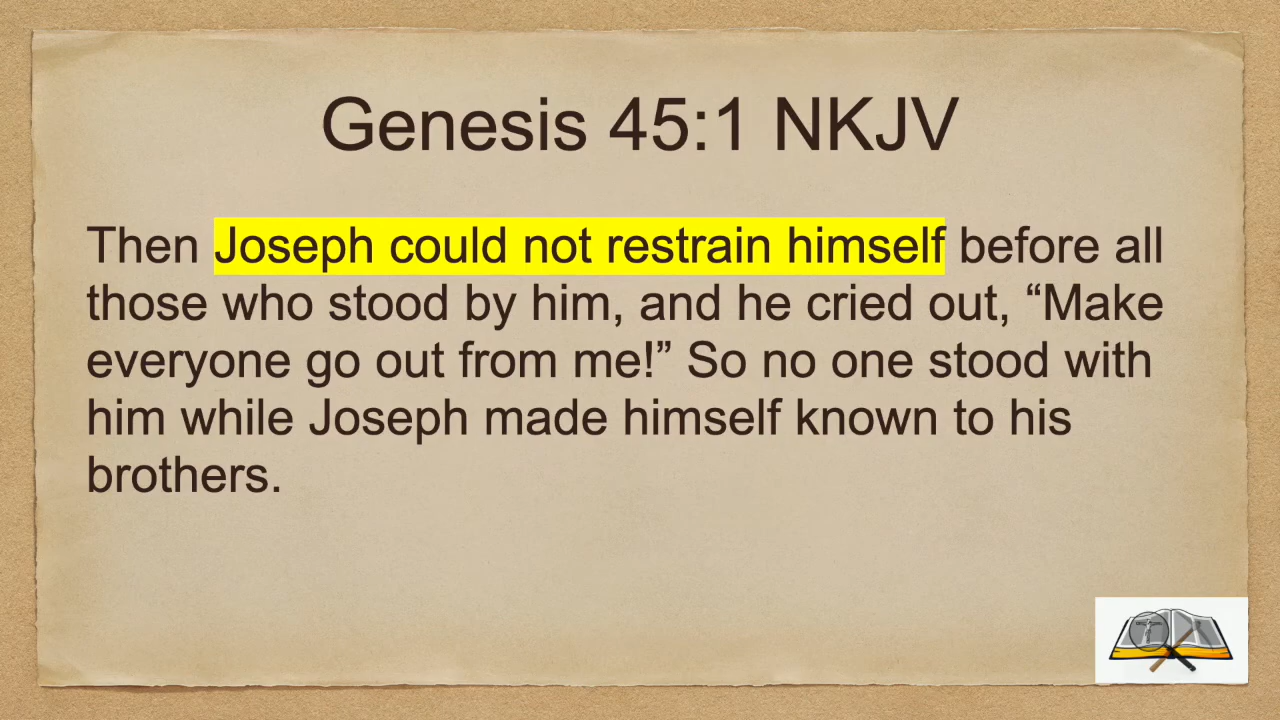 Genesis 45:1 NKJV
Then Joseph could not restrain himself before all
those who stood by him, and he cried out, “Make
everyone go out from me!” So no one stood with
him while Joseph made himself known to his
brothers.